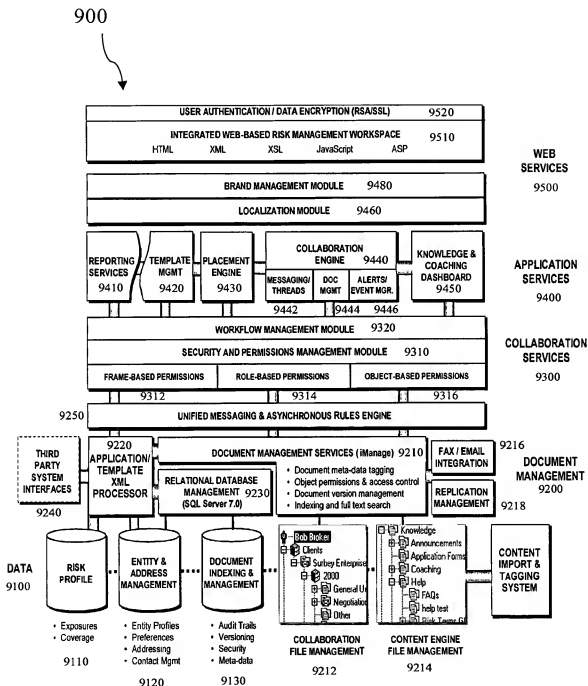 900
USER AUTHENTICATION / DATA ENCRYPTION (RSA/SSL) 9520
INTEGRATED WEB-BASED RISK MANAGEMENT WORKSPACE 9510
HTML XML XSL JavaScript ASP
WEB SERVICES
9500
BRAND MANAGEMENT MODULE 9480
LOCALIZATION MODULE 9460
REPORTING SERVICES
9410
TEMPLATE MGMT
9420
PLACEMENT ENGINE
9430
COLLABORATION ENGINE 9440
MESSAGING/ THREADS
DOC MGMT
ALERTS/ EVENT MGR.
9442 9444 9446
KNOWLEDGE & COACHING DASHBOARD
9450
APPLICATION SERVICES
9400
WORKFLOW MANAGEMENT MODULE 9320
SECURITY AND PERMISSIONS MANAGEMENT MODULE 9310
FRAME-BASED PERMISSIONS ROLE-BASED PERMISSIONS OBJECT-BASED PERMISSIONS
9312 9314 9316
COLLABORATION SERVICES
9300
9250
UNIFIED MESSAGING & ASYNCHRONOUS RULES ENGINE
THIRD PARTY SYSTEM INTERFACES
9240
9220
APPLICATION/ TEMPLATE XML PROCESSOR
DOCUMENT MANAGEMENT SERVICES (iManage) 9210
• Document meta-data tagging
• Object permissions & access control
• Document version management
• Indexing and full text search
RELATIONAL DATABASE MANAGEMENT 9230
(SQL Server 7.0)
9216
FAX / EMAIL INTEGRATION
REPLICATION MANAGEMENT
9218
DOCUMENT MANAGEMENT
9200
DATA
9100
RISK PROFILE
• Exposures
• Coverage
9110
ENTITY & ADDRESS MANAGEMENT
• Entity Profiles
• Preferences
• Addressing
• Contact Mgmt
9120
DOCUMENT INDEXING & MANAGEMENT
• Audit Trails
• Versioning
• Security
• Meta-data
9130
Bob Broker
Clients
Surbey Enterprise
2000
General Ur
Negotiation
Other
COLLABORATION FILE MANAGEMENT
9212
Knowledge
Announcements
Application Forms
Coaching
Help
FAQs
help test
Risk Terms
CONTENT ENGINE FILE MANAGEMENT
9214
CONTENT IMPORT & TAGGING SYSTEM